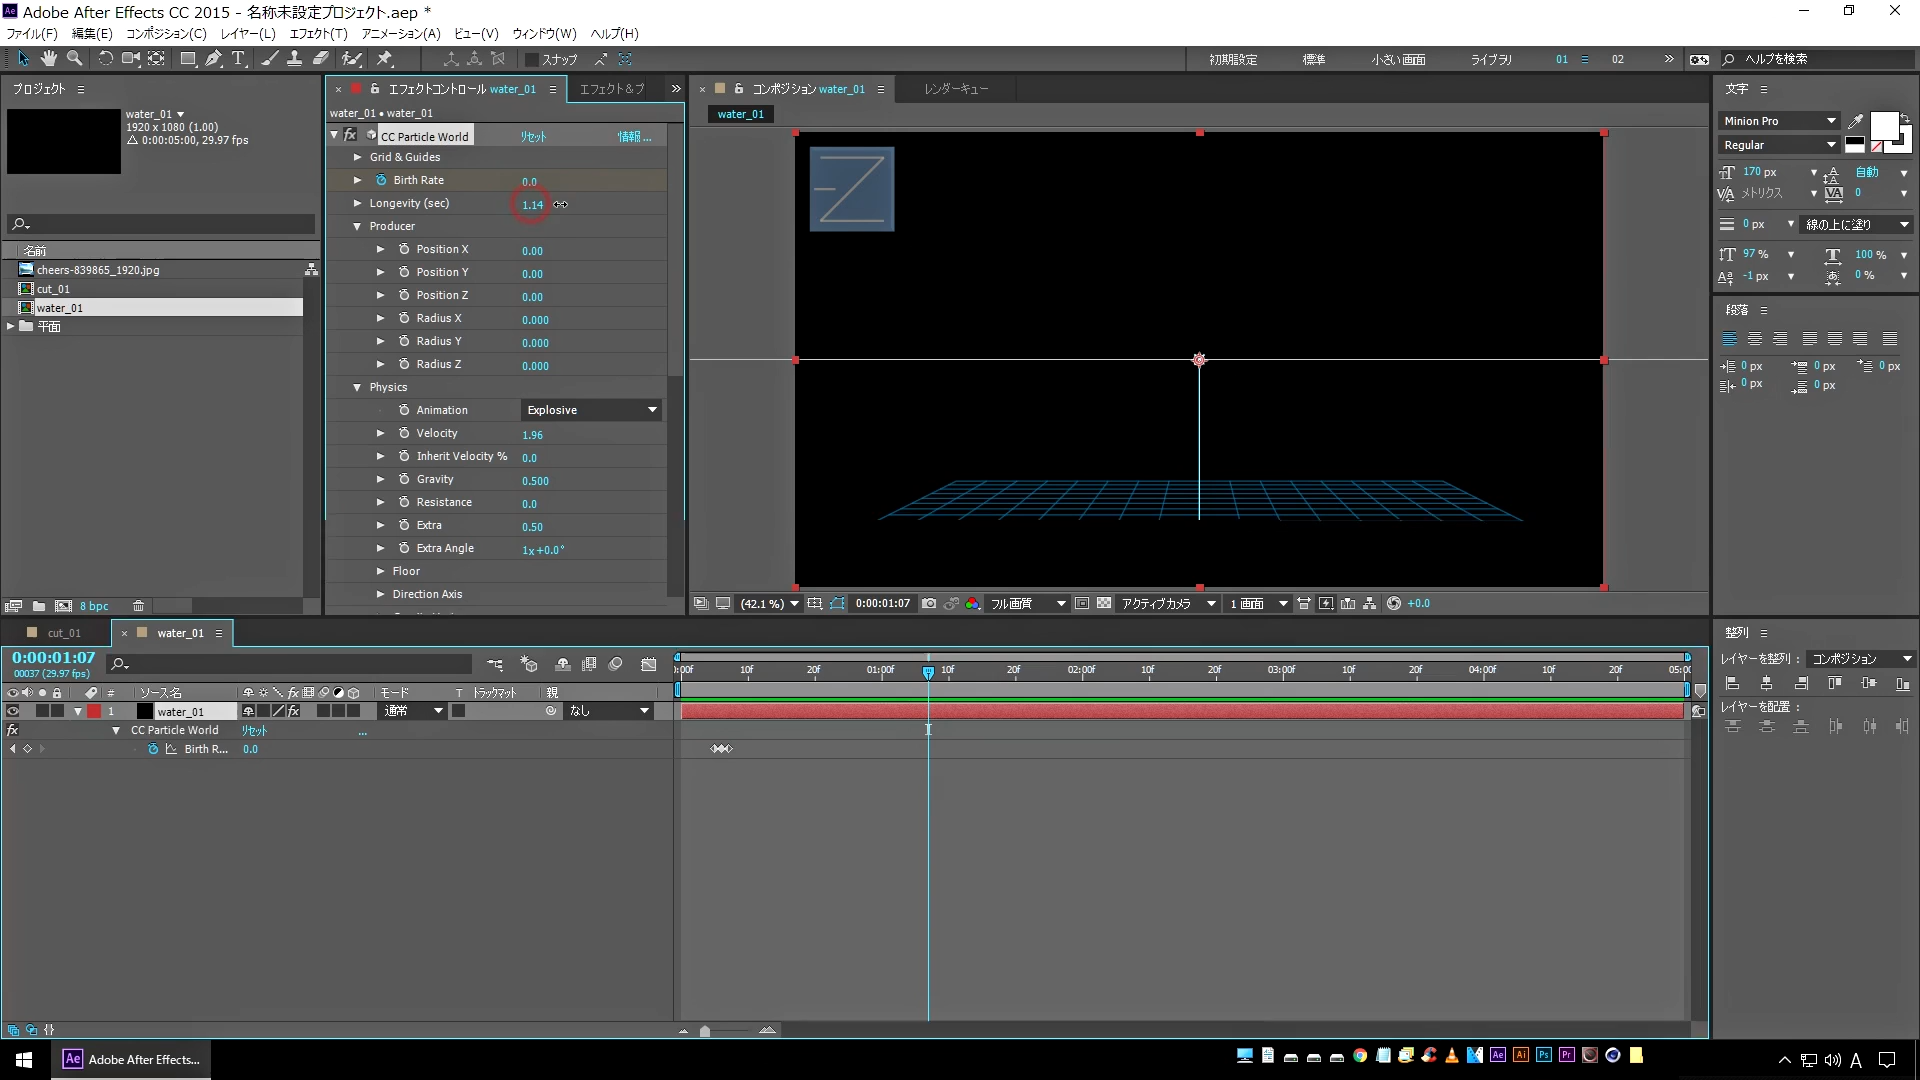 Adobe After Effects CC 2015 - 名称未設定プロジェクト.aep *
ファイル(F) 編集(E) コンポジション(C) レイヤー(L) エフェクト(T) アニメーション(A) ビュー(V) ウィンドウ(W) ヘルプ(H)
スナップ 初期設定 標準 小さい画面 ライブラリ 01 02 ヘルプを検索
プロジェクト
water_01
1920 x 1080 (1.00)
0:00:05:00, 29.97 fps
名前
cheers-839865_1920.jpg
cut_01
water_01
平面
8 bpc
エフェクトコントロール water_01 エフェクト&プ
water_01 • water_01
CC Particle World リセット 情報...
Grid & Guides
Birth Rate 0.0
Longevity (sec) 1.14
Producer
Position X 0.00
Position Y 0.00
Position Z 0.00
Radius X 0.000
Radius Y 0.000
Radius Z 0.000
Physics
Animation Explosive
Velocity 1.96
Inherit Velocity % 0.0
Gravity 0.500
Resistance 0.0
Extra 0.50
Extra Angle 1x+0.0°
Floor
Direction Axis
コンポジション water_01 レンダーキュー
water_01
-Z
(42.1 %) 0:00:01:07 フル画質 アクティブカメラ 1 画面 +0.0
文字
Minion Pro
Regular
170 px 自動
メトリクス 0
0 px 線の上に塗り
97 % 100 %
-1 px 0 %
段落
0 px 0 px 0 px
0 px 0 px
整列
レイヤーを整列 : コンポジション
レイヤーを配置 :
cut_01 water_01
0:00:01:07
00037 (29.97 fps)
:00f 10f 20f 01:00f 10f 20f 02:00f 10f 20f 03:00f 10f 20f 04:00f 10f 20f 05:00
# ソース名 fx モード T トラックマット 親
1 water_01 fx 通常 なし
fx CC Particle World リセット ...
Birth R... 0.0
Ae Adobe After Effects...
Ae Ai Ps Pr A